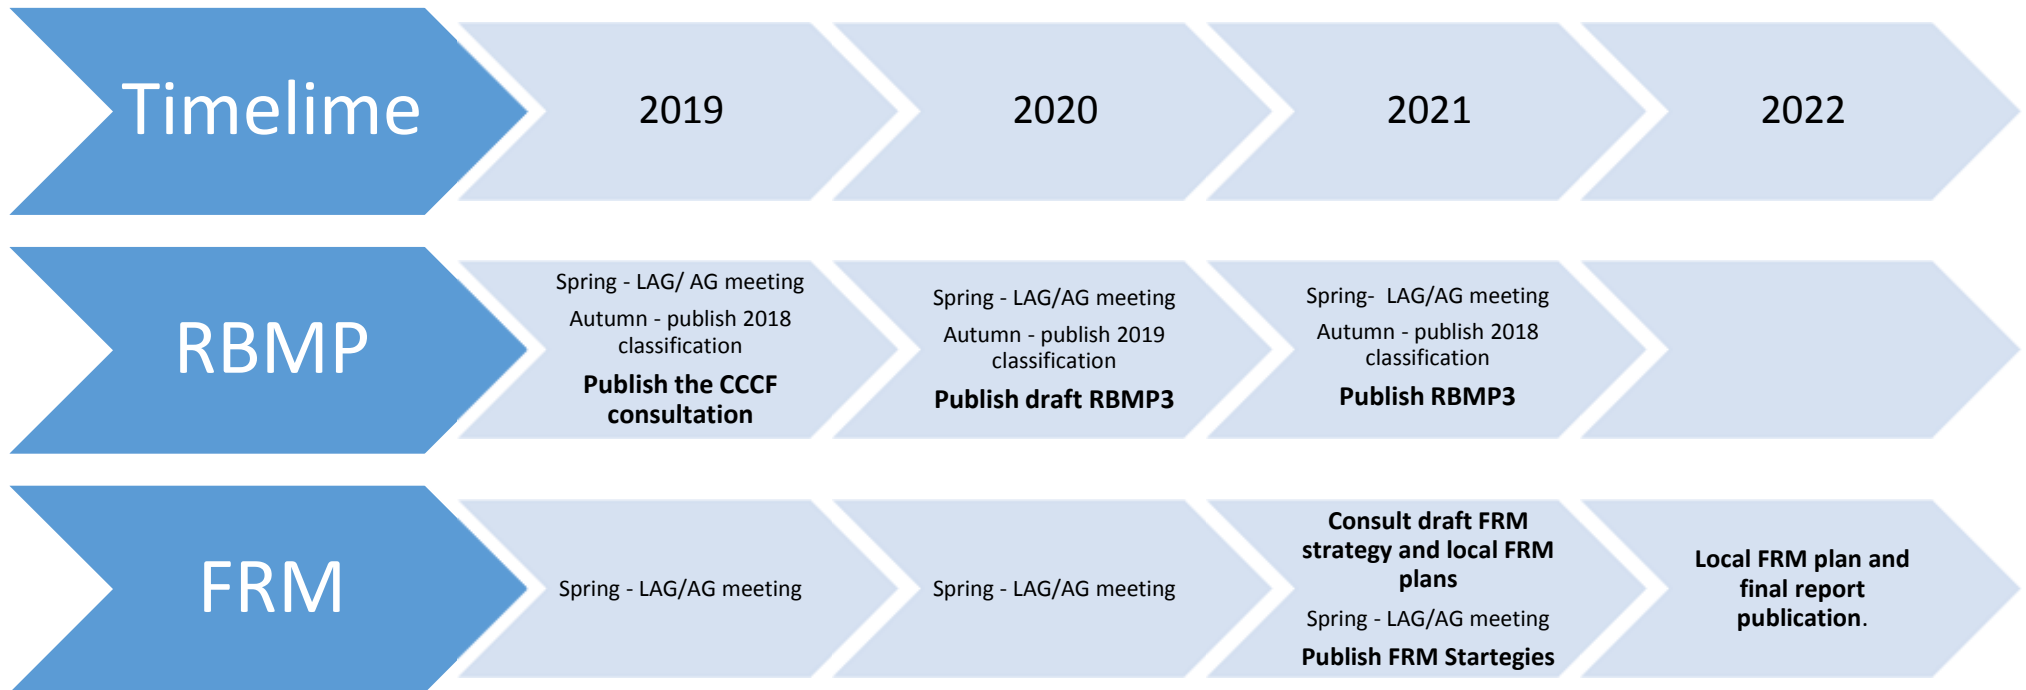 Timelime
2019
2020
2021
2022
RBMP
Spring - LAG/ AG meeting
Autumn - publish 2018
classification
Publish the CCCF
consultation
Spring - LAG/AG meeting
Autumn - publish 2019
classification
Publish draft RBMP3
Spring-  LAG/AG meeting
Autumn - publish 2018
classification
Publish RBMP3
FRM
Spring - LAG/AG meeting
Spring - LAG/AG meeting
Consult draft FRM
strategy and local FRM
plans
Spring - LAG/AG meeting
Publish FRM Startegies
Local FRM plan and
final report
publication.